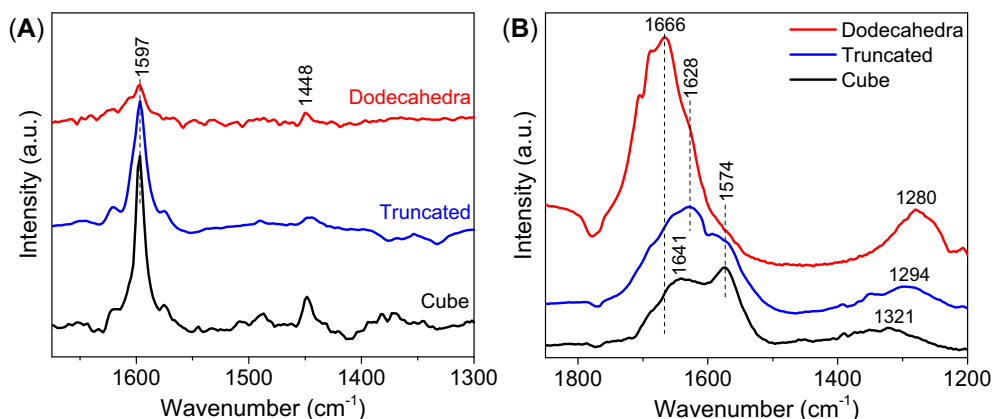 (A)
1597
1448
Dodecahedra
Truncated
Cube
Intensity (a.u.)
1600
1500
1400
1300
Wavenumber (cm⁻¹)
(B)
1666
1628
1574
1641
1280
1294
1321
Dodecahedra
Truncated
Cube
Intensity (a.u.)
1800
1600
1400
1200
Wavenumber (cm⁻¹)